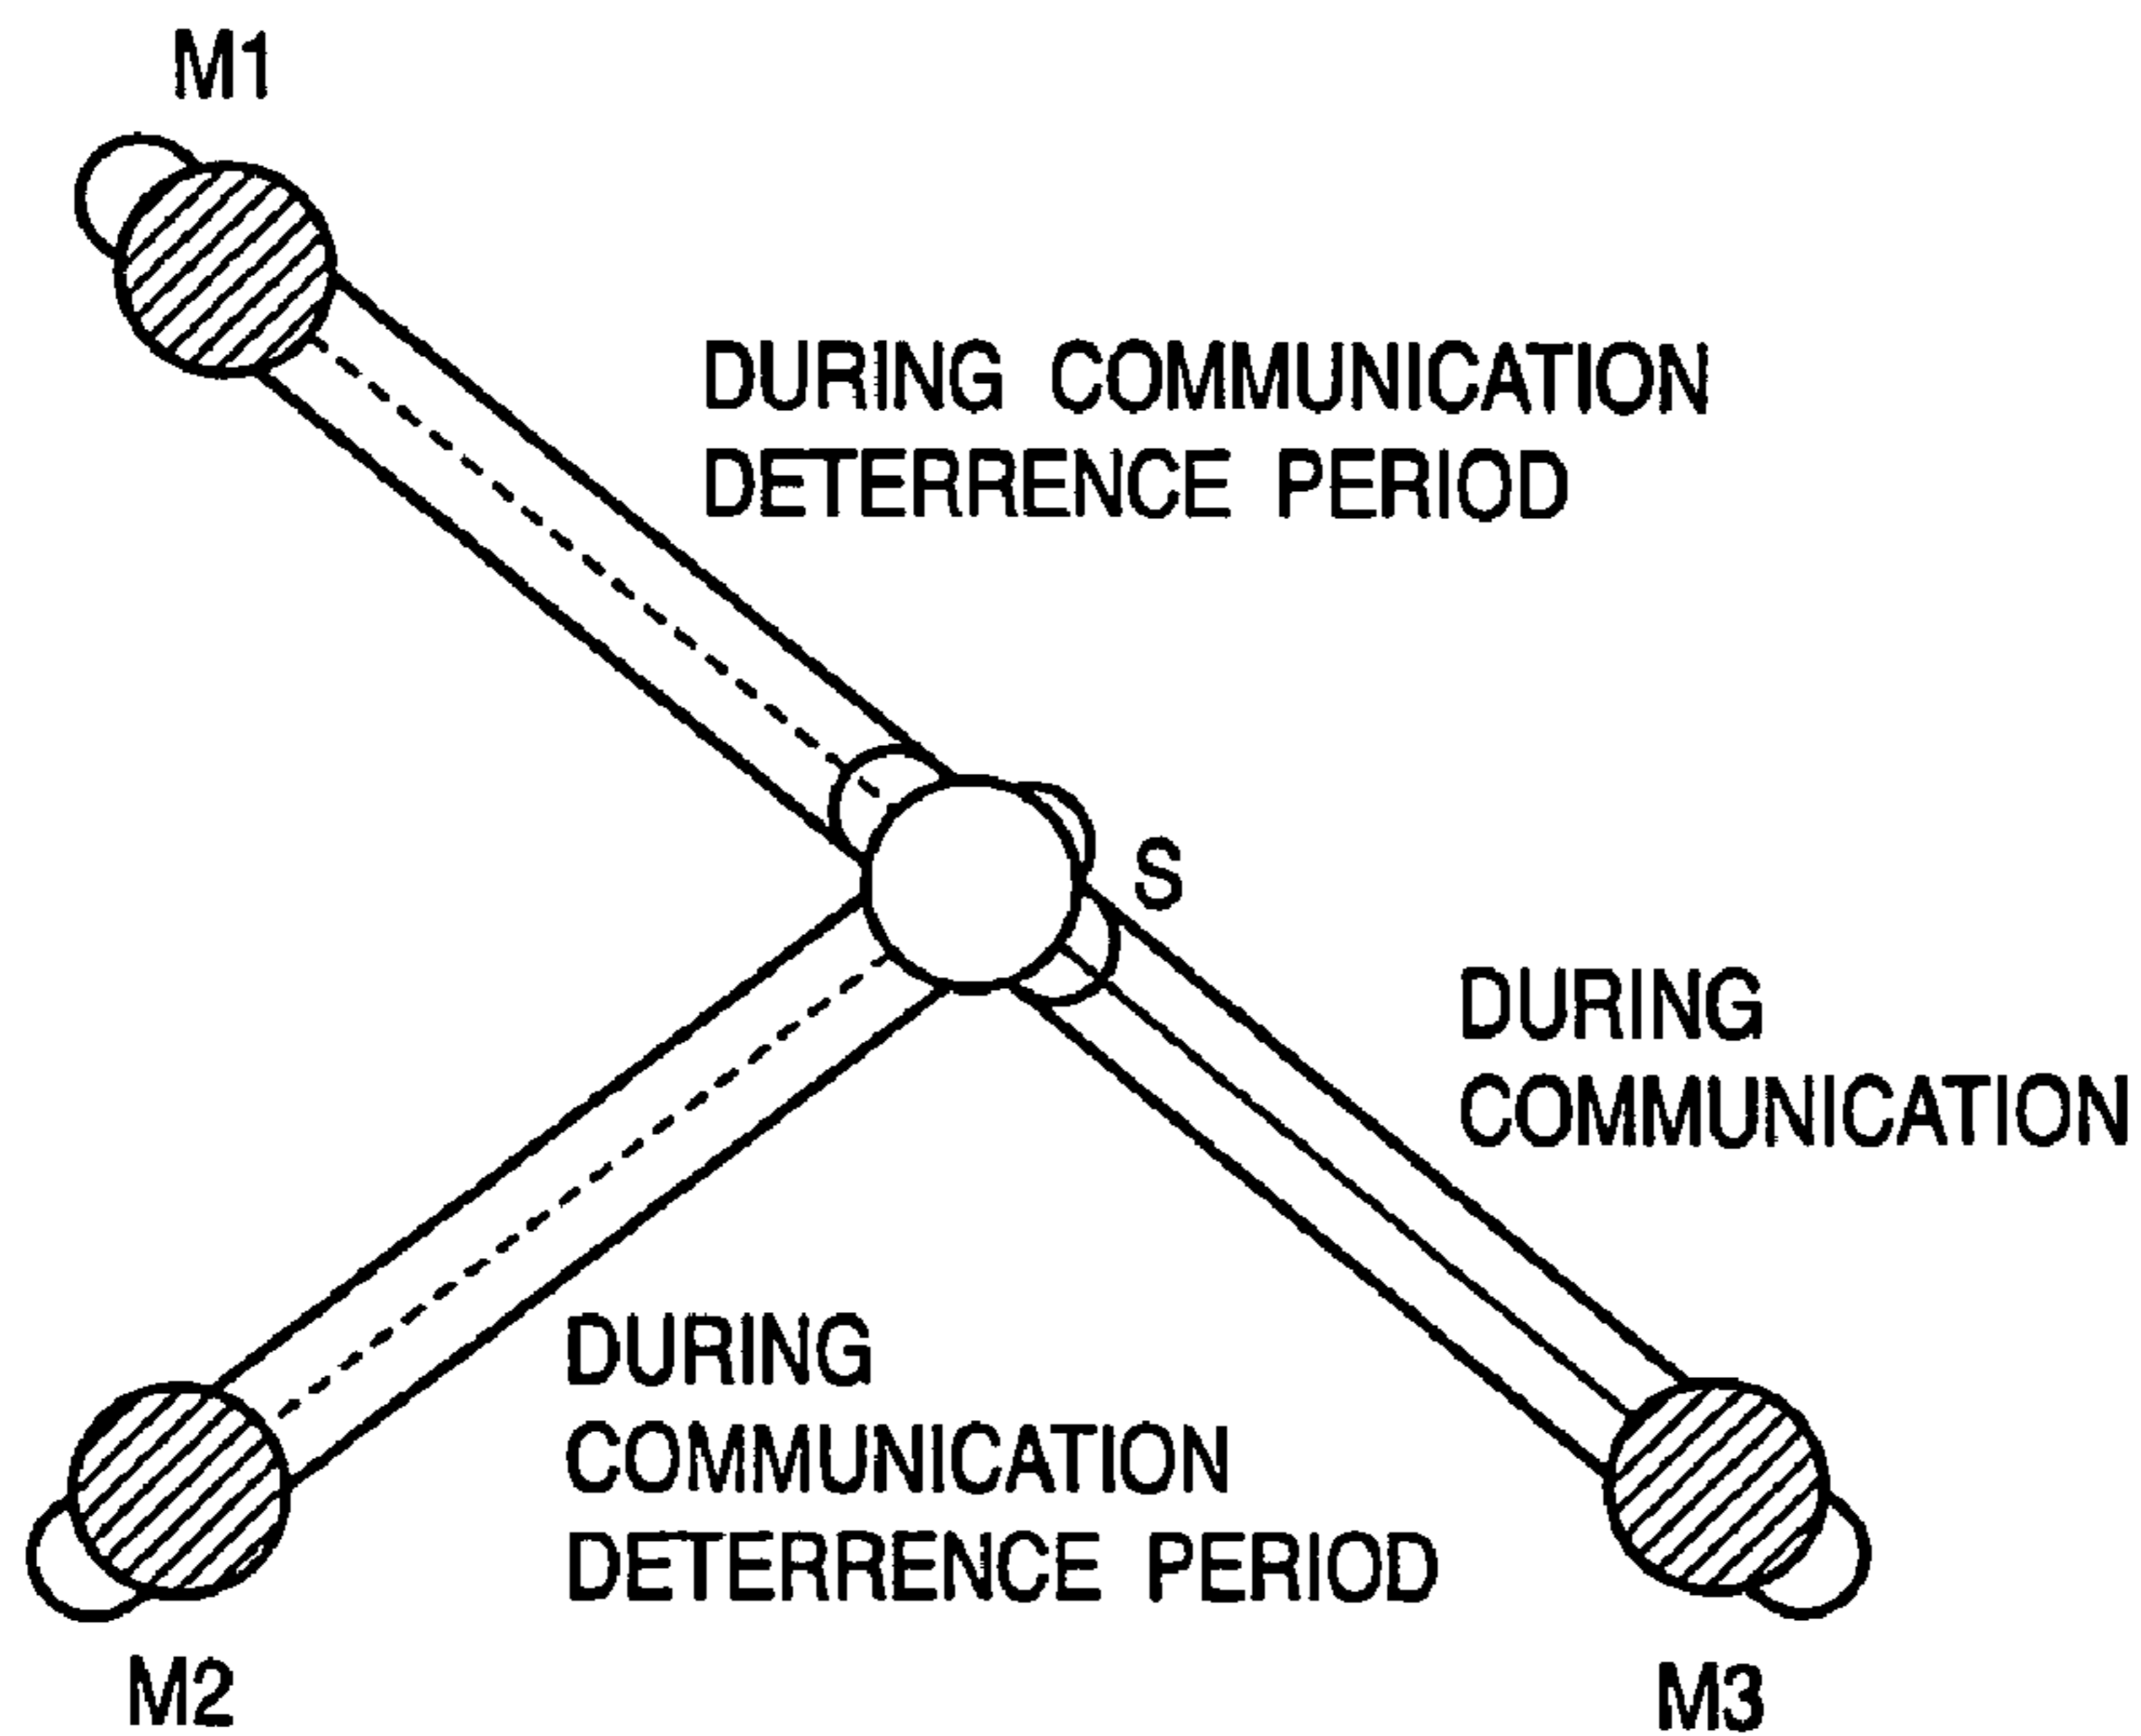 M1
DURING COMMUNICATION
DETERRENCE PERIOD
S
DURING
COMMUNICATION
DURING
COMMUNICATION
DETERRENCE PERIOD
M2
M3